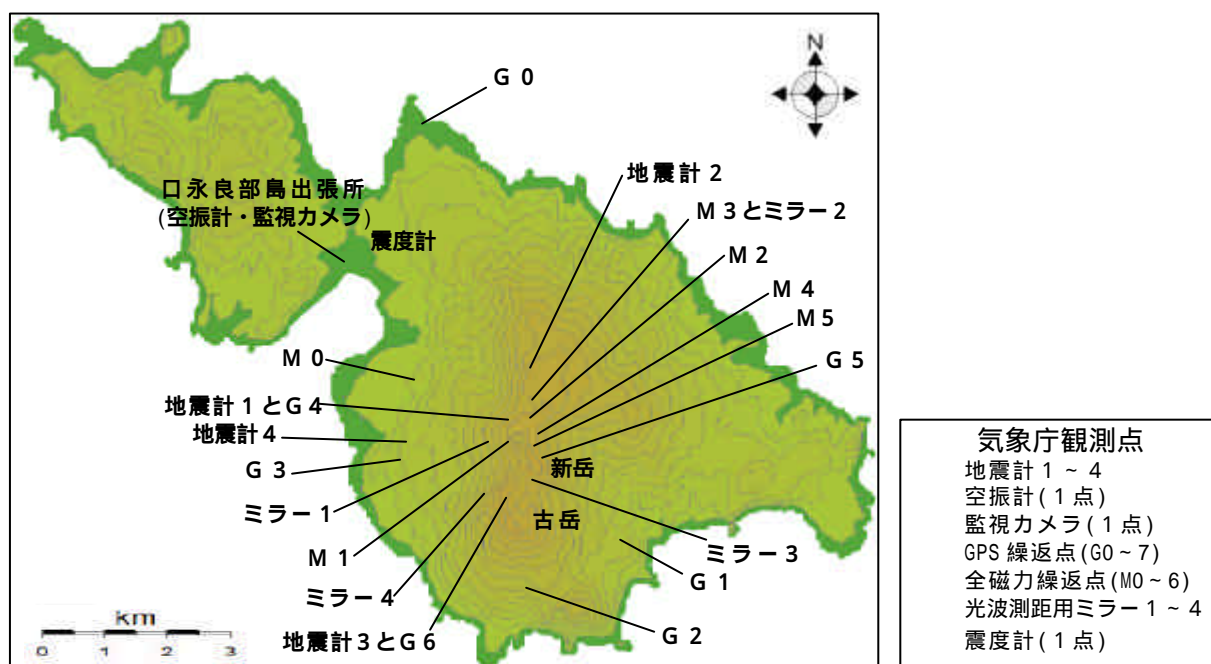 G 0
N
地震計 2
口永良部島出張所
(空振計・監視カメラ)
震度計
M 3とミラー 2
M 2
M 4
M 5
G 5
M 0
地震計 1 とG 4
地震計 4
G 3
ミラー 1
M 1
ミラー 4
地震計 3とG 6
新岳
古岳
ミラー 3
G 1
G 2
km
0 1 2 3
気象庁観測点
地震計 1 ~ 4
空振計(1 点)
監視カメラ(1 点)
GPS 繰返点(G0~7)
全磁力繰返点(M0~6)
光波測距用ミラー 1~4
震度計(1 点)